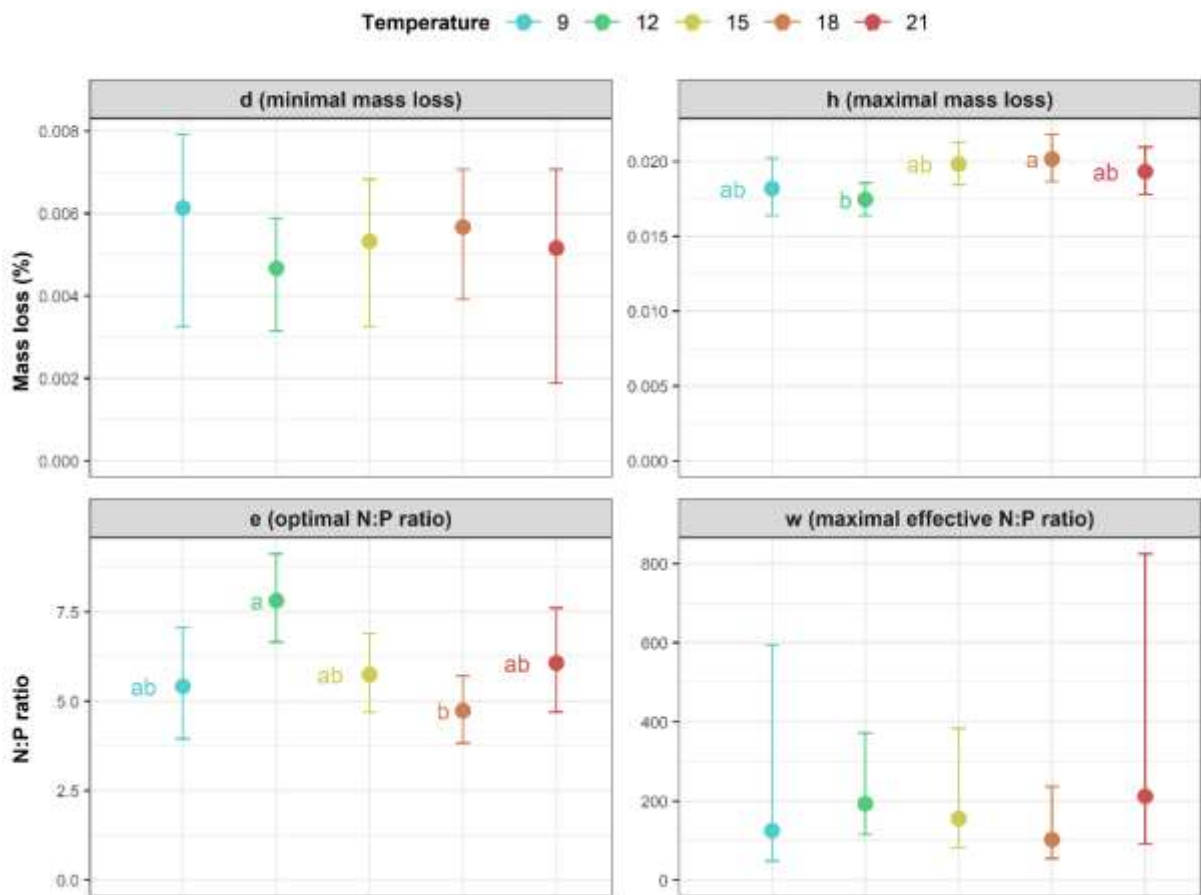 Temperature 9 12 15 18 21
d (minimal mass loss)
h (maximal mass loss)
Mass loss (%)
0.008
0.006
0.004
0.002
0.000
0.020
0.015
0.010
0.005
0.000
ab
b
ab
a
ab
e (optimal N:P ratio)
w (maximal effective N:P ratio)
N:P ratio
7.5
5.0
2.5
0.0
ab
a
ab
b
ab
800
600
400
200
0